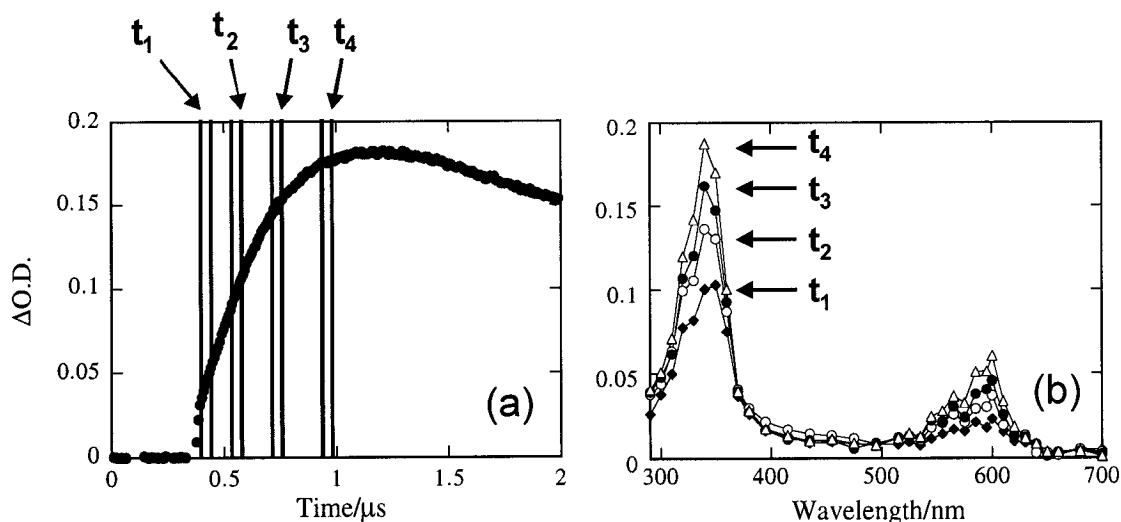 t₁
t₂
t₃
t₄
0.2
0.15
0.1
0.05
0
ΔO.D.
0
0.5
1
1.5
2
Time/μs
(a)
0.2
0.15
0.1
0.05
0
t₄
t₃
t₂
t₁
(b)
300
400
500
600
700
Wavelength/nm